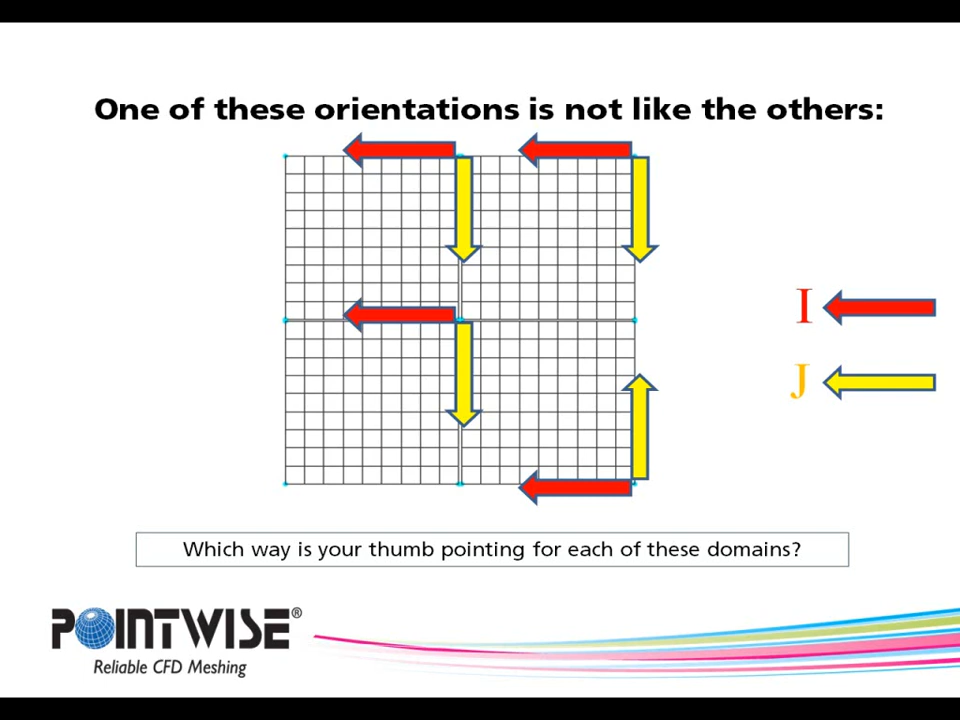 One of these orientations is not like the others:
I
J
Which way is your thumb pointing for each of these domains?
POINTWISE®
Reliable CFD Meshing